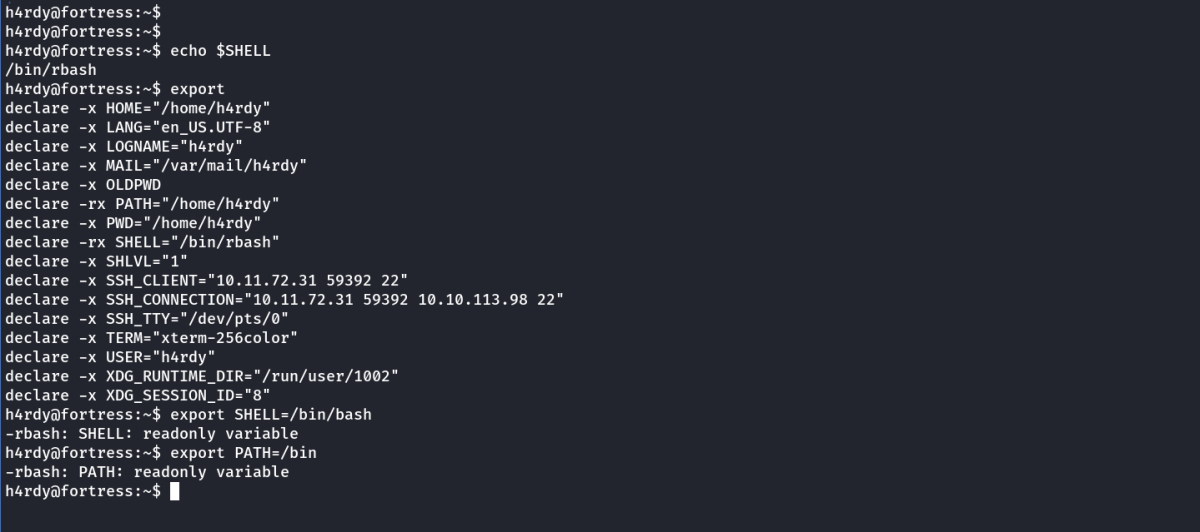 h4rdy@fortress:~$
h4rdy@fortress:~$
h4rdy@fortress:~$ echo $SHELL
/bin/rbash
h4rdy@fortress:~$ export
declare -x HOME="/home/h4rdy"
declare -x LANG="en_US.UTF-8"
declare -x LOGNAME="h4rdy"
declare -x MAIL="/var/mail/h4rdy"
declare -x OLDPWD
declare -rx PATH="/home/h4rdy"
declare -x PWD="/home/h4rdy"
declare -rx SHELL="/bin/rbash"
declare -x SHLVL="1"
declare -x SSH_CLIENT="10.11.72.31 59392 22"
declare -x SSH_CONNECTION="10.11.72.31 59392 10.10.113.98 22"
declare -x SSH_TTY="/dev/pts/0"
declare -x TERM="xterm-256color"
declare -x USER="h4rdy"
declare -x XDG_RUNTIME_DIR="/run/user/1002"
declare -x XDG_SESSION_ID="8"
h4rdy@fortress:~$ export SHELL=/bin/bash
-rbash: SHELL: readonly variable
h4rdy@fortress:~$ export PATH=/bin
-rbash: PATH: readonly variable
h4rdy@fortress:~$